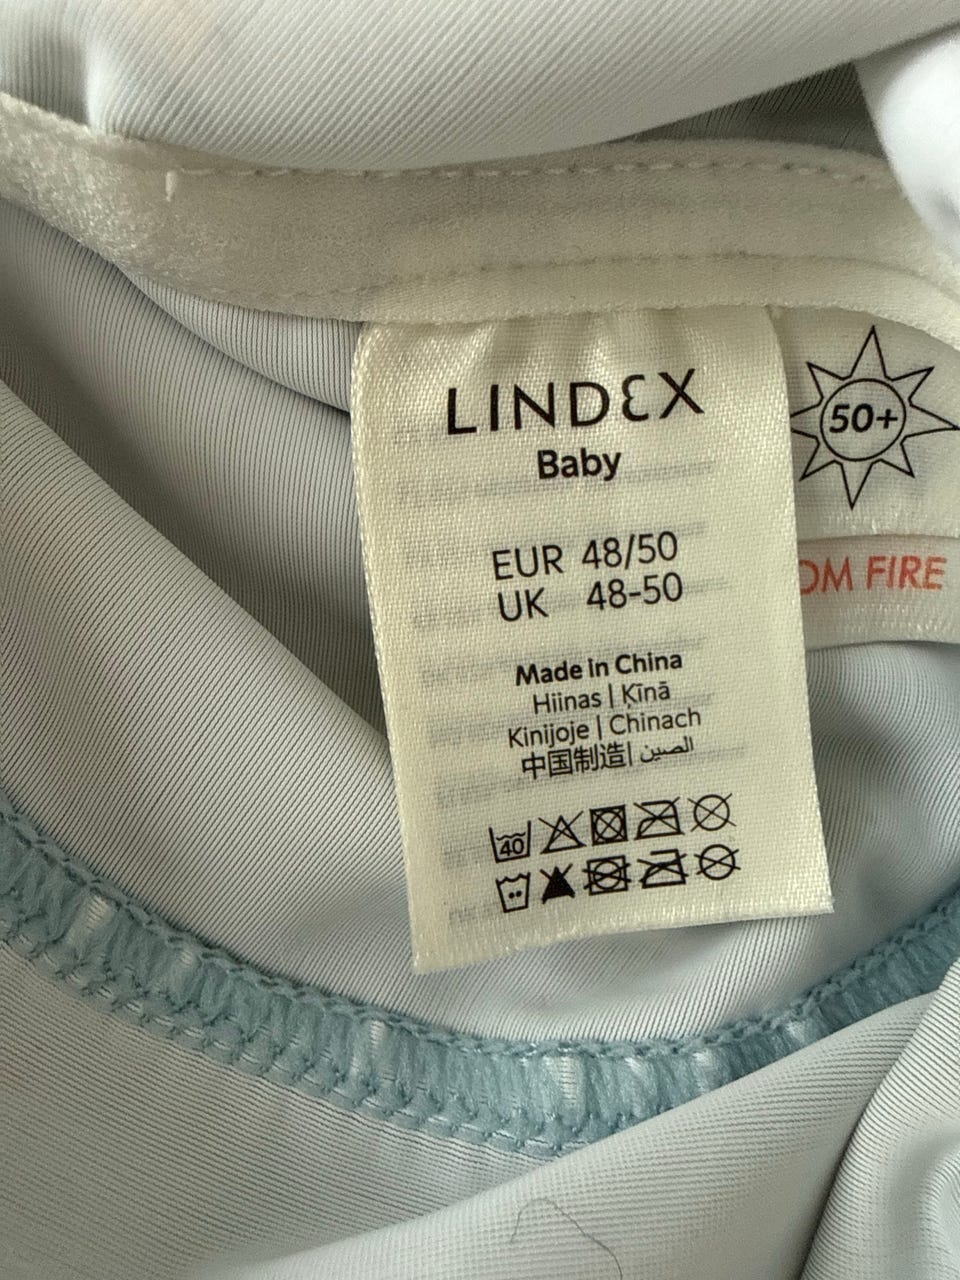 LINDEX
Baby
50+
EUR 48/50
UK 48-50
OM FIRE
Made in China
Hiinas | Ķīnā
Kinijoje | Chinach
中国制造| الصين
40